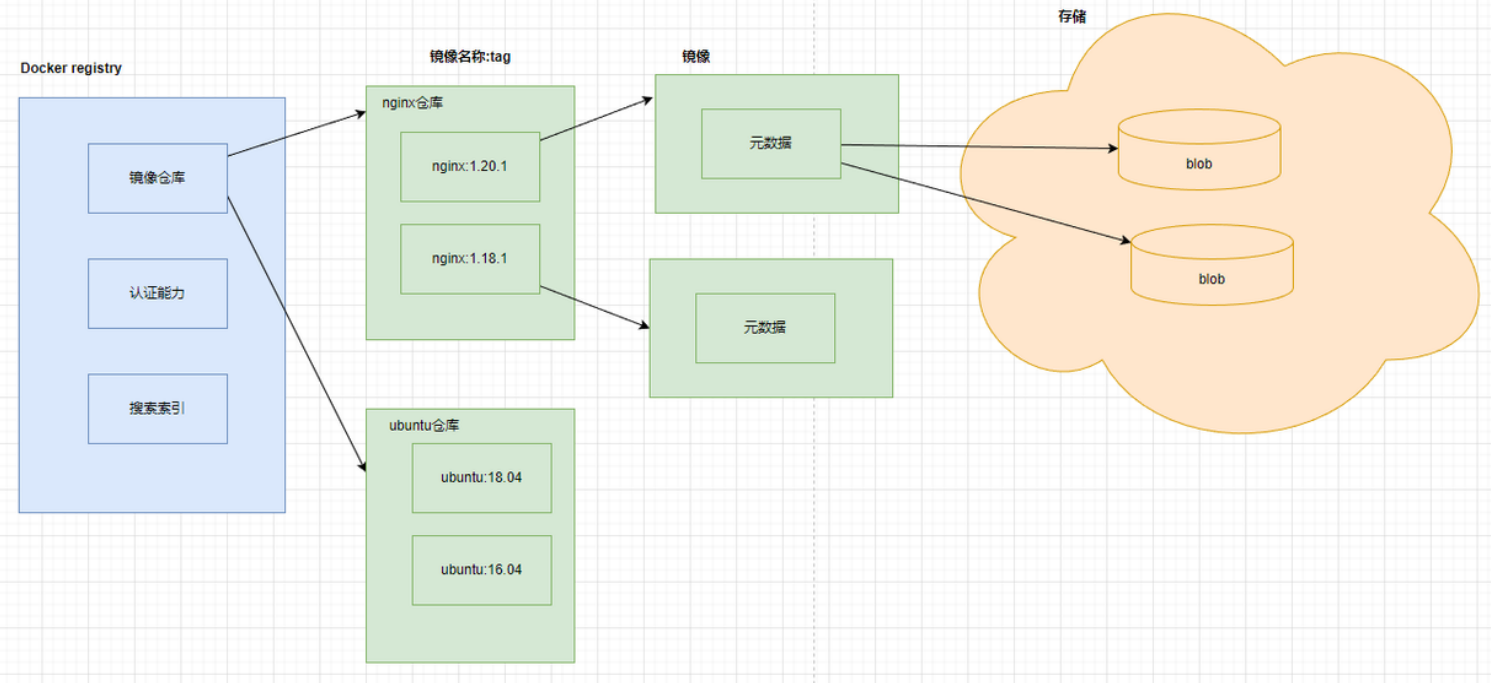 Docker registry
镜像仓库
认证能力
搜索索引
镜像名称:tag
nginx仓库
nginx:1.20.1
nginx:1.18.1
ubuntu仓库
ubuntu:18.04
ubuntu:16.04
镜像
元数据
元数据
存储
blob
blob